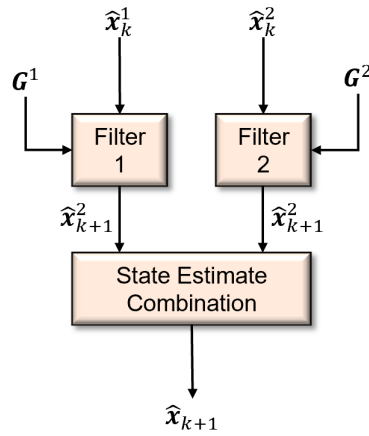 x̂¹ₖ x̂²ₖ
G¹ G²
Filter 1
Filter 2
x̂²ₖ₊₁ x̂²ₖ₊₁
State Estimate
Combination
x̂ₖ₊₁